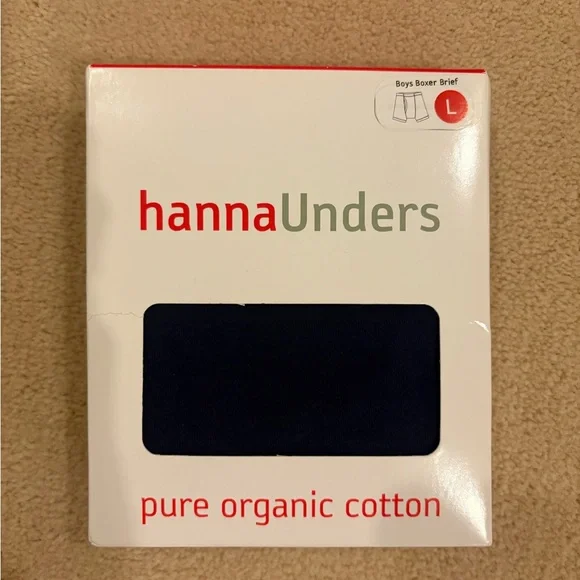 Boys Boxer Brief
L
hannaUnders
pure organic cotton